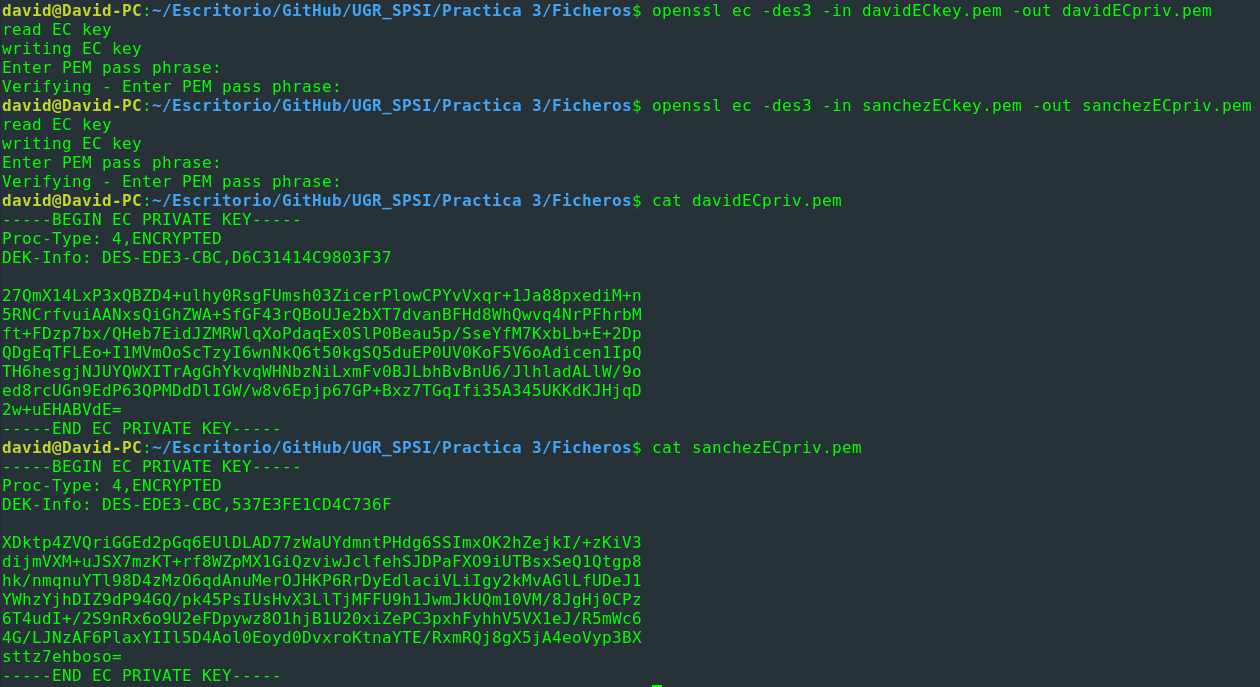 david@David-PC:~/Escritorio/GitHub/UGR_SPSI/Practica 3/Ficheros$ openssl ec -des3 -in davidECkey.pem -out davidECpriv.pem
read EC key
writing EC key
Enter PEM pass phrase:
Verifying - Enter PEM pass phrase:
david@David-PC:~/Escritorio/GitHub/UGR_SPSI/Practica 3/Ficheros$ openssl ec -des3 -in sanchezECkey.pem -out sanchezECpriv.pem
read EC key
writing EC key
Enter PEM pass phrase:
Verifying - Enter PEM pass phrase:
david@David-PC:~/Escritorio/GitHub/UGR_SPSI/Practica 3/Ficheros$ cat davidECpriv.pem
-----BEGIN EC PRIVATE KEY-----
Proc-Type: 4,ENCRYPTED
DEK-Info: DES-EDE3-CBC,D6C31414C9803F37
27QmX14LxP3xQBZD4+ulhy0RsgFUmsh03ZicerPlowCPYvVxqr+1Ja88pxediM+n
5RNCrfvuiAANxsQiGhZWA+SfGF43rQBoUJe2bXT7dvanBFHd8WhQwvq4NrPFhrbM
ft+FDzp7bx/QHeb7EidJZMRWlqXoPdaqEx0SlP0Beau5p/SseYfM7KxbLb+E+2Dp
QDgEqTFLEo+I1MVmOoScTzyI6wnNkQ6t50kgSQ5duEP0UV0KoF5V6oAdicen1IpQ
TH6hesgjNJUYQWXITrAgGhYkvqWHNbzNiLxmFv0BJLbhBvBnU6/JlhladALlW/9o
ed8rcUGn9EdP63QPMDdDlIGW/w8v6Epjp67GP+Bxz7TGqIfi35A345UKKdKJHjqD
2w+uEHABVdE=
-----END EC PRIVATE KEY-----
david@David-PC:~/Escritorio/GitHub/UGR_SPSI/Practica 3/Ficheros$ cat sanchezECpriv.pem
-----BEGIN EC PRIVATE KEY-----
Proc-Type: 4,ENCRYPTED
DEK-Info: DES-EDE3-CBC,537E3FE1CD4C736F
XDktp4ZVQriGGEd2pGq6EUlDLAD77zWaUYdmntPHdg6SSImxOK2hZejkI/+zKiV3
dijmVXM+uJSX7mzKT+rf8WZpMX1GiQzviwJclfehSJDPaFXO9iUTBsxSeQ1Qtgp8
hk/nmqnuYTl98D4zMzO6qdAnuMerOJHKP6RrDyEdlaciVLiIgy2kMvAGlLfUDeJ1
YWhzYjhDIZ9dP94GQ/pk45PsIUsHvX3LlTjMFFU9h1JwmJkUQm10VM/8JgHj0CPz
6T4udI+/2S9nRx6o9U2eFDpywz8O1hjB1U20xiZePC3pxhFyhhV5VX1eJ/R5mWc6
4G/LJNzAF6PlaxYIIl5D4Aol0Eoyd0DvxroKtnaYTE/RxmRQj8gX5jA4eoVyp3BX
sttz7ehboso=
-----END EC PRIVATE KEY-----